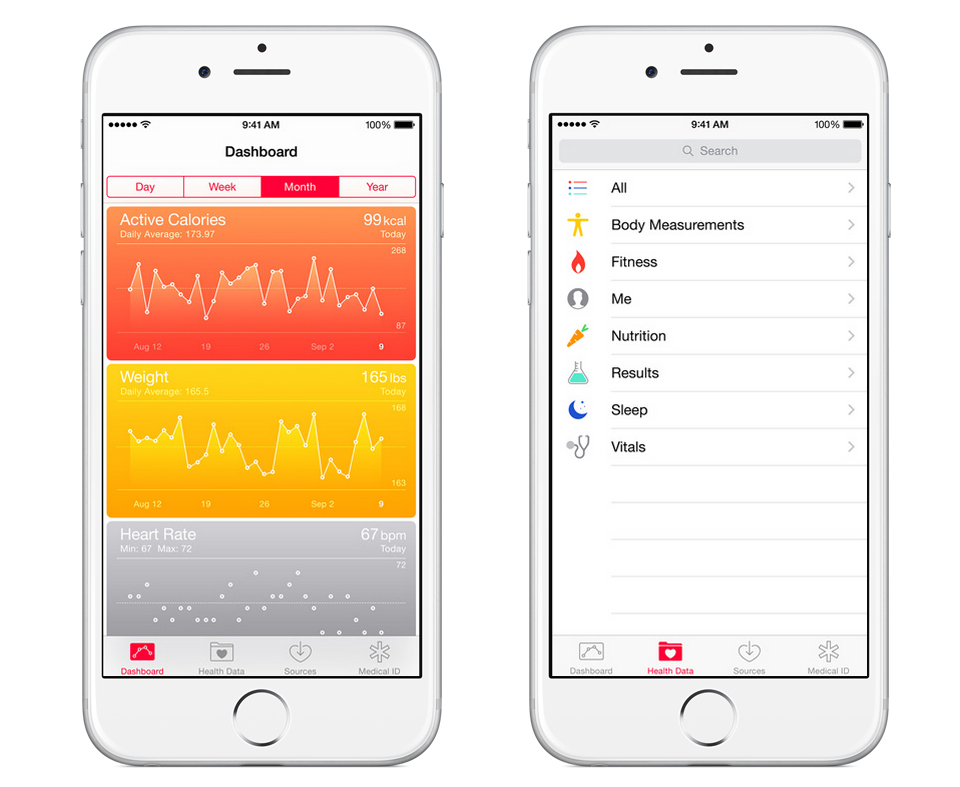 9:41 AM
100%
Dashboard
Day Week Month Year
Active Calories 99 kcal
Daily Average: 173.97 Today
268
87
Aug 12 19 26 Sep 2 9
Weight 165 lbs
Daily Average: 165.5 Today
168
163
Aug 12 19 26 Sep 2 9
Heart Rate 67 bpm
Min: 67 Max: 72 Today
72
Dashboard Health Data Sources Medical ID
9:41 AM
100%
Search
All
Body Measurements
Fitness
Me
Nutrition
Results
Sleep
Vitals
Dashboard Health Data Sources Medical ID